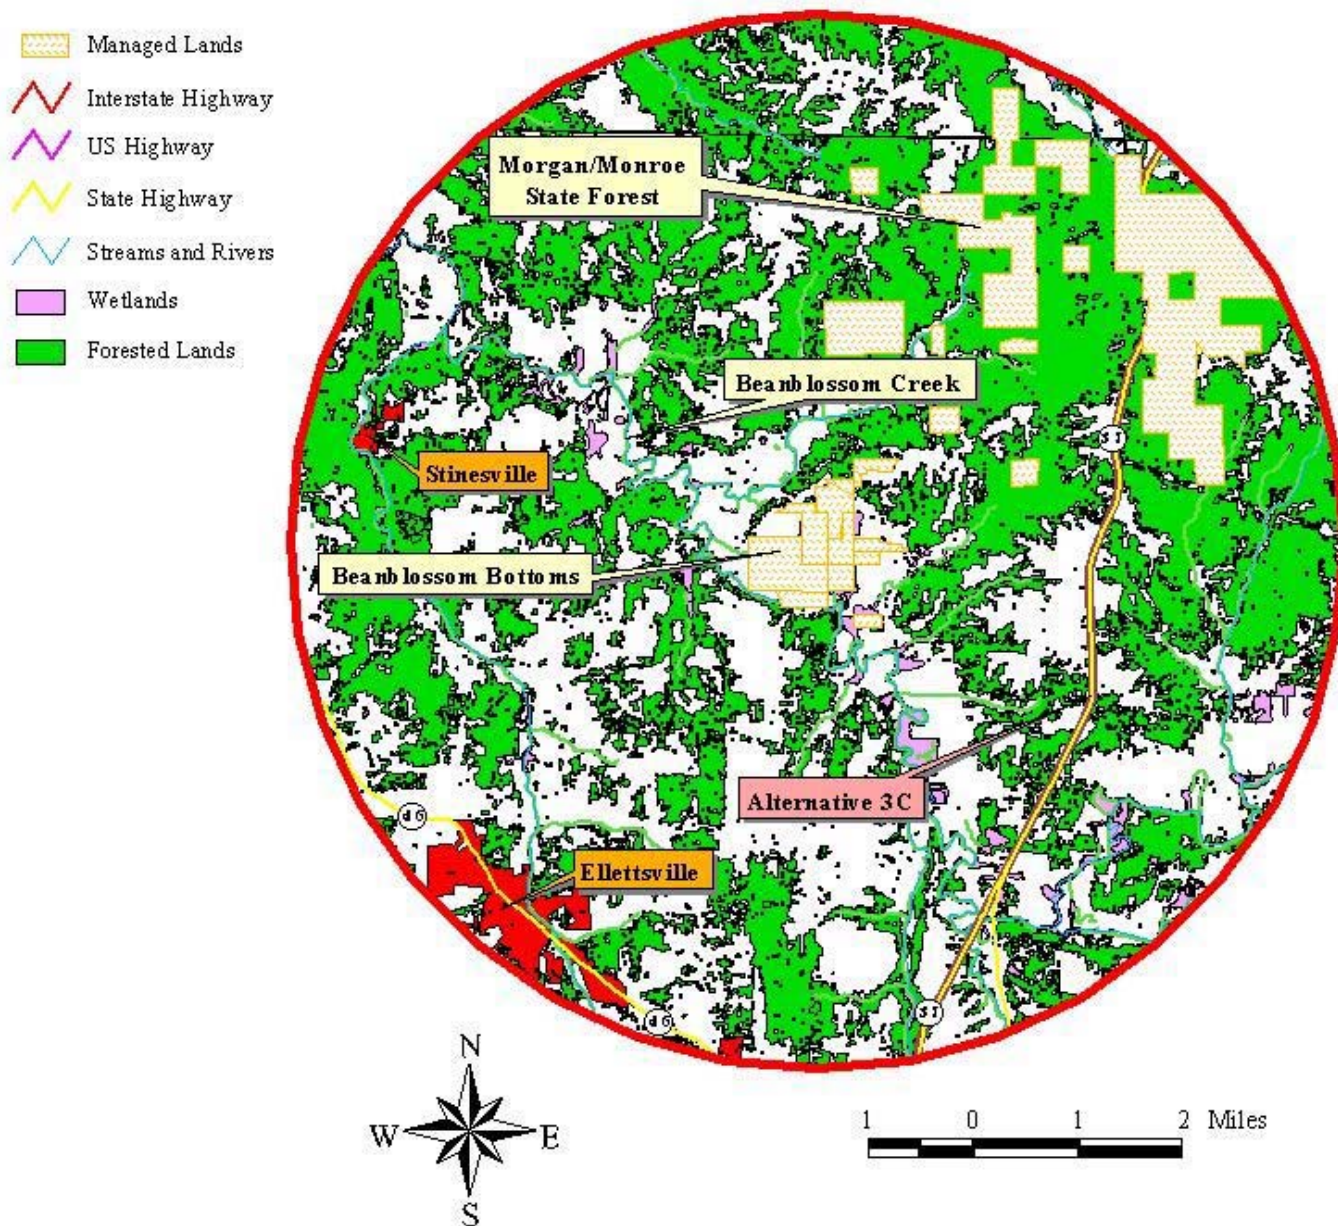 Managed Lands
Interstate Highway
US Highway
State Highway
Streams and Rivers
Wetlands
Forested Lands
Morgan/Monroe
State Forest
Beanblossom Creek
Stinesville
Beanblossom Bottoms
Alternative 3C
Ellettsville
46
46
N
W E
S
1 0 1 2 Miles